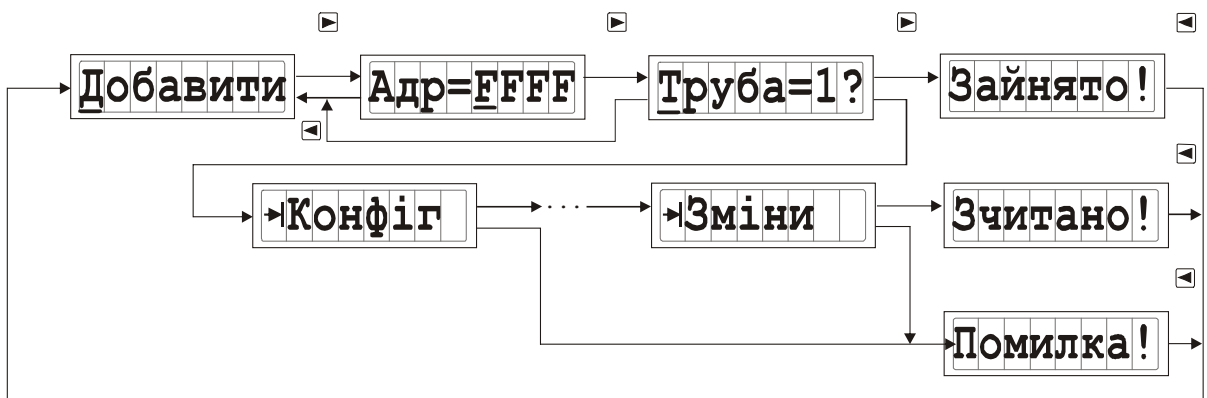 Добавити Адр=FFFF Труба=1? Зайнято!
Конфіг ... Зміни Зчитано!
Помилка!